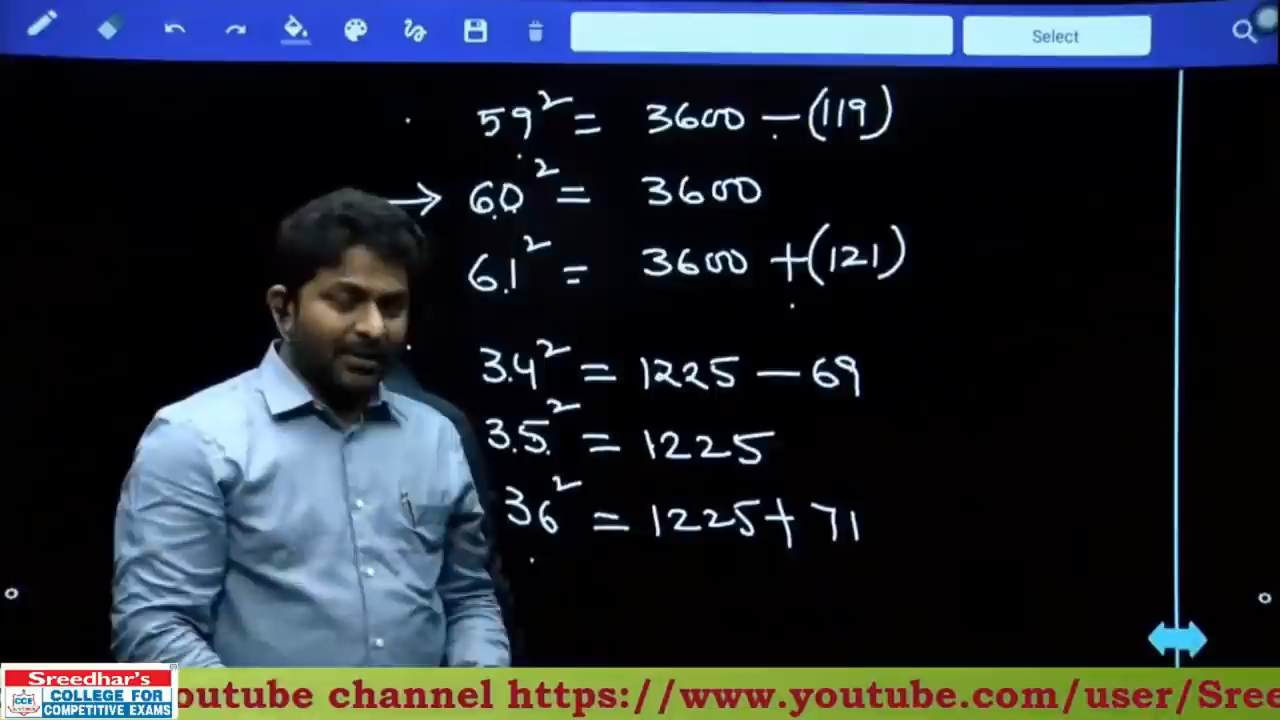 Select
59² = 3600 – (119)
→ 60² = 3600
61² = 3600 + (121)
34² = 1225 – 69
35² = 1225
36² = 1225 + 71
Sreedhar's
CCE
COLLEGE FOR
COMPETITIVE EXAMS
outube channel https://www.youtube.com/user/Sree